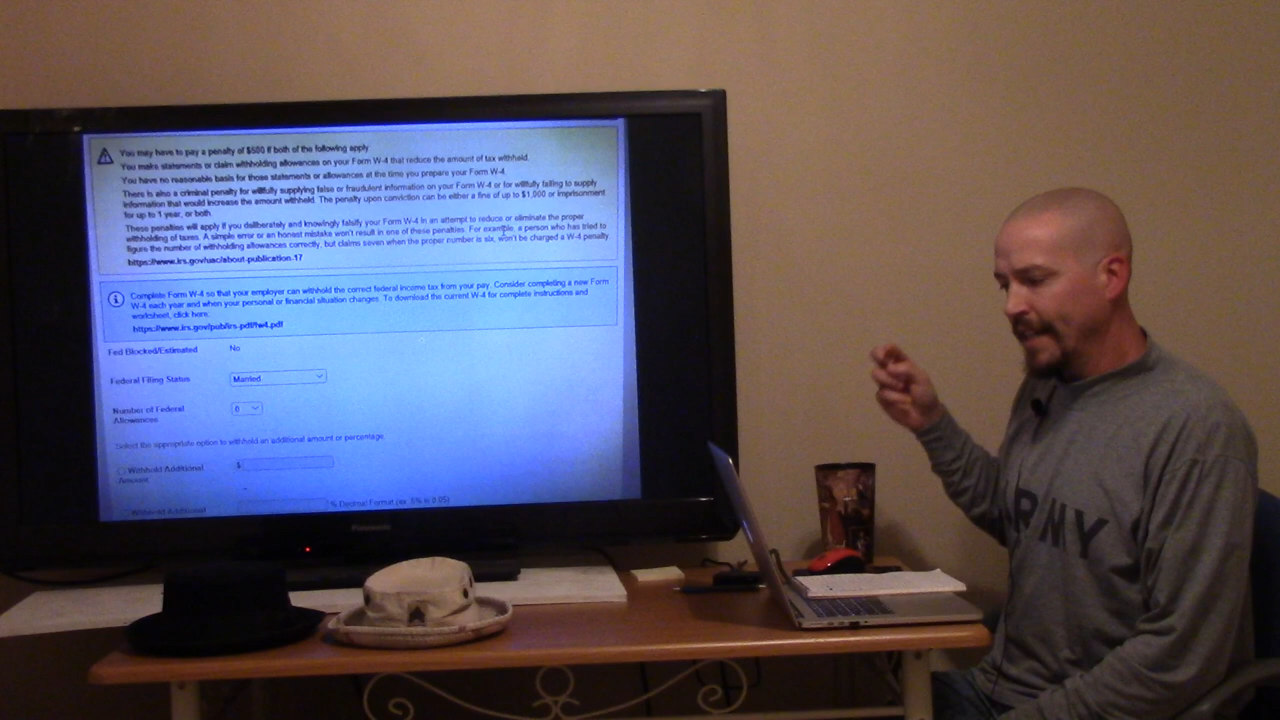 You may have to pay a penalty of $500 if both of the following apply
You make statements or claim withholding allowances on your Form W-4 that reduce the amount of tax withheld.
You have no reasonable basis for those statements or allowances at the time you prepare your Form W-4.
There is also a criminal penalty for willfully supplying false or fraudulent information on your Form W-4 or for willfully failing to supply
information that would increase the amount withheld. The penalty upon conviction can be either a fine of up to $1,000 or imprisonment
for up to 1 year, or both
These penalties will apply if you deliberately and knowingly falsify your Form W-4 in an attempt to reduce or eliminate the proper
withholding of taxes. A simple error or an honest mistake won't result in one of these penalties. For example, a person who has tried to
figure the number of withholding allowances correctly, but claims seven when the proper number is six, won't be charged a W-4 penalty.
https://www.irs.gov/uac/about-publication-17
Complete Form W-4 so that your employer can withhold the correct federal income tax from your pay. Consider completing a new Form
W-4 each year and when your personal or financial situation changes. To download the current W-4 for complete instructions and
worksheet, click here:
https://www.irs.gov/pub/irs-pdf/fw4.pdf
Fed Blocked/Estimated No
Federal Filing Status Married
Number of Federal
Allowances 0
Select the appropriate option to withhold an additional amount or percentage.
Withhold Additional
Amount $
Withhold Additional % Decimal Format (ex. 5% is 0.05)
Panasonic
RMY